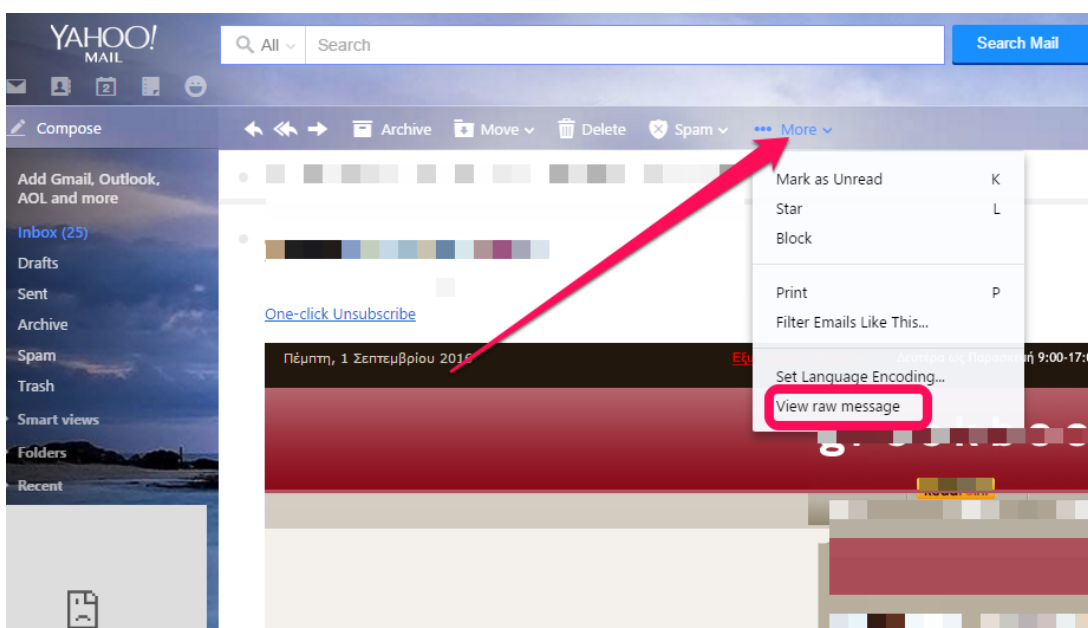 YAHOO!
MAIL
All
Search
Search Mail
2
Compose
Archive
Move
Delete
Spam
More
Add Gmail, Outlook,
AOL and more
Inbox (25)
Drafts
Sent
Archive
Spam
Trash
Smart views
Folders
Recent
Mark as Unread K
Star L
Block
Print P
Filter Emails Like This...
Set Language Encoding...
View raw message
One-click Unsubscribe
Πέμπτη, 1 Σεπτεμβρίου 2016
Δευτέρα ως Παρασκευή 9:00-17: